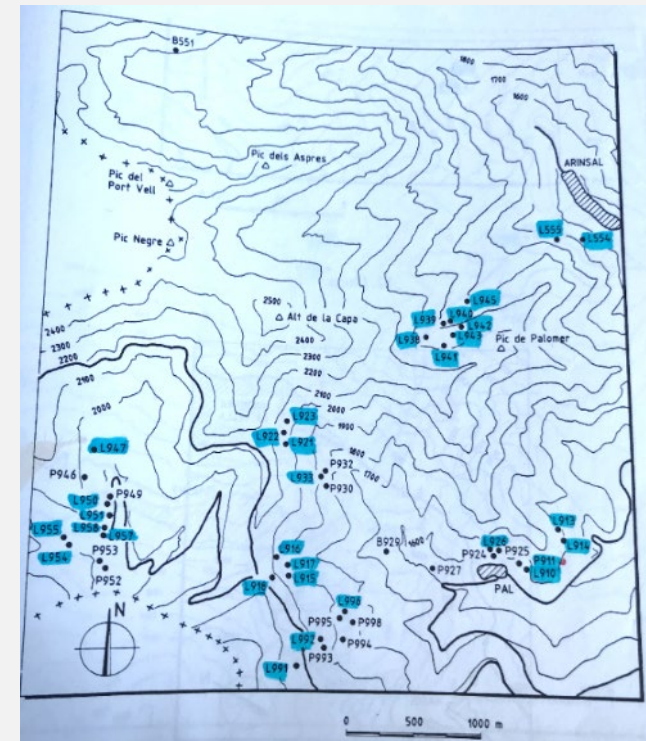 B551
1800
1700
1600
ARINSAL
Pic dels Aspres
Pic del
Port Vell
Pic Negre
L555
L554
2500
Alt de la Capa
2400
2300
2200
2400
2300
2200
2100
2000
L945
L940
L939
L942
L938
L943
L941
Pic de Palomer
2100
2000
1900
1800
1700
L923
L922
L921
P932
L933
P930
L947
P946
P949
L950
L951
L958
L957
L955
L954
P953
P952
L916
L917
L915
L918
B929
1600
P927
L926
P924
P925
L913
L914
P911
L910
PAL
L998
P995
P998
L992
P994
P993
L991
N
0 500 1000 m